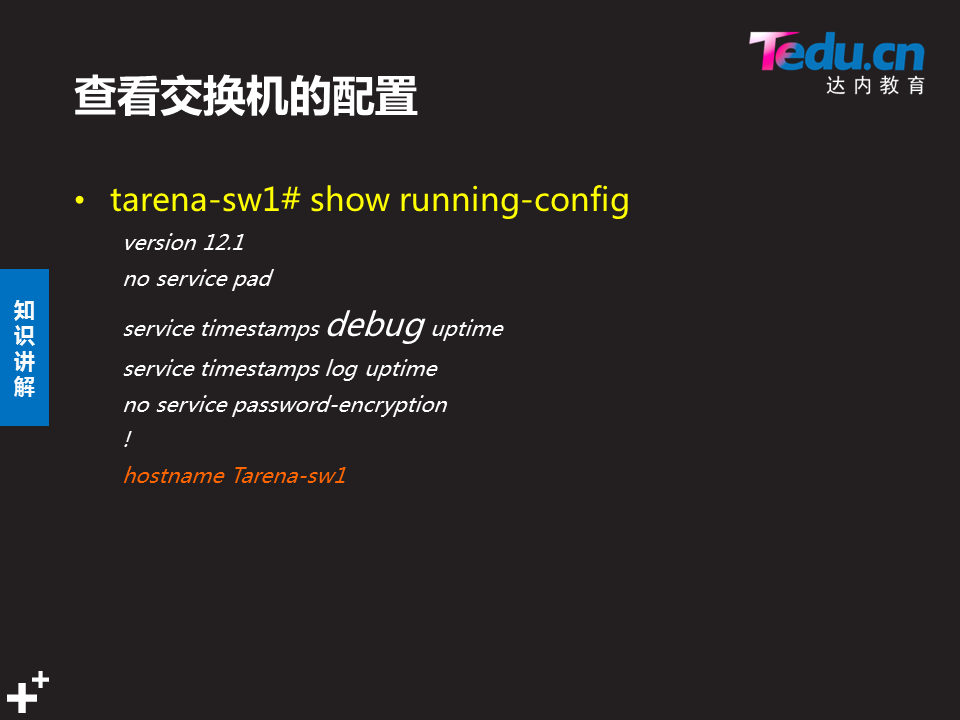 Tedu.cn
达内教育
查看交换机的配置
• tarena-sw1# show running-config
version 12.1
no service pad
service timestamps debug uptime
service timestamps log uptime
no service password-encryption
!
hostname Tarena-sw1
知识讲解